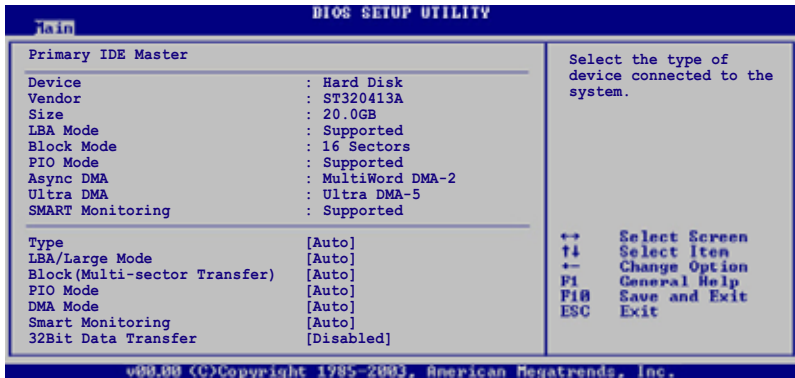 BIOS SETUP UTILITY
Main
Primary IDE Master
Device : Hard Disk
Vendor : ST320413A
Size : 20.0GB
LBA Mode : Supported
Block Mode : 16 Sectors
PIO Mode : Supported
Async DMA : MultiWord DMA-2
Ultra DMA : Ultra DMA-5
SMART Monitoring : Supported
Type [Auto]
LBA/Large Mode [Auto]
Block(Multi-sector Transfer) [Auto]
PIO Mode [Auto]
DMA Mode [Auto]
Smart Monitoring [Auto]
32Bit Data Transfer [Disabled]
Select the type of
device connected to the
system.
↔ Select Screen
↑↓ Select Item
+- Change Option
F1 General Help
F10 Save and Exit
ESC Exit
v00.00 (C)Copyright 1985-2003, American Megatrends, Inc.